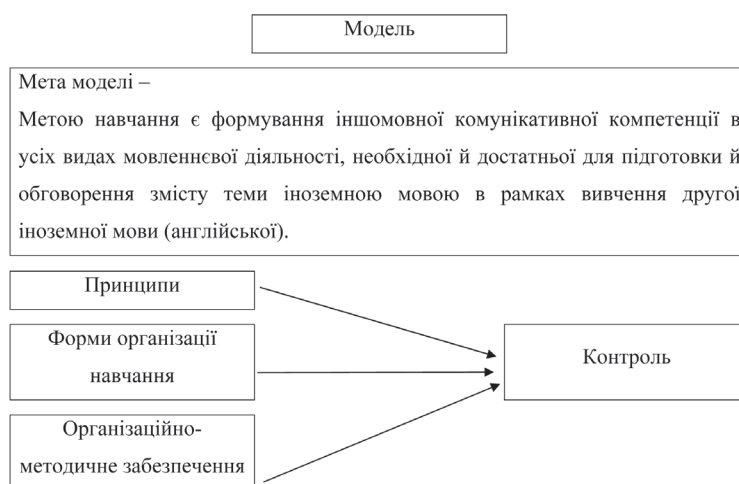 Модель
Мета моделі –
Метою навчання є формування іншомовної комунікативної компетенції в
усіх видах мовленнєвої діяльності, необхідної й достатньої для підготовки й
обговорення змісту теми іноземною мовою в рамках вивчення другої
іноземної мови (англійської).
Принципи
Форми організації
навчання
Організаційно-
методичне забезпечення
Контроль